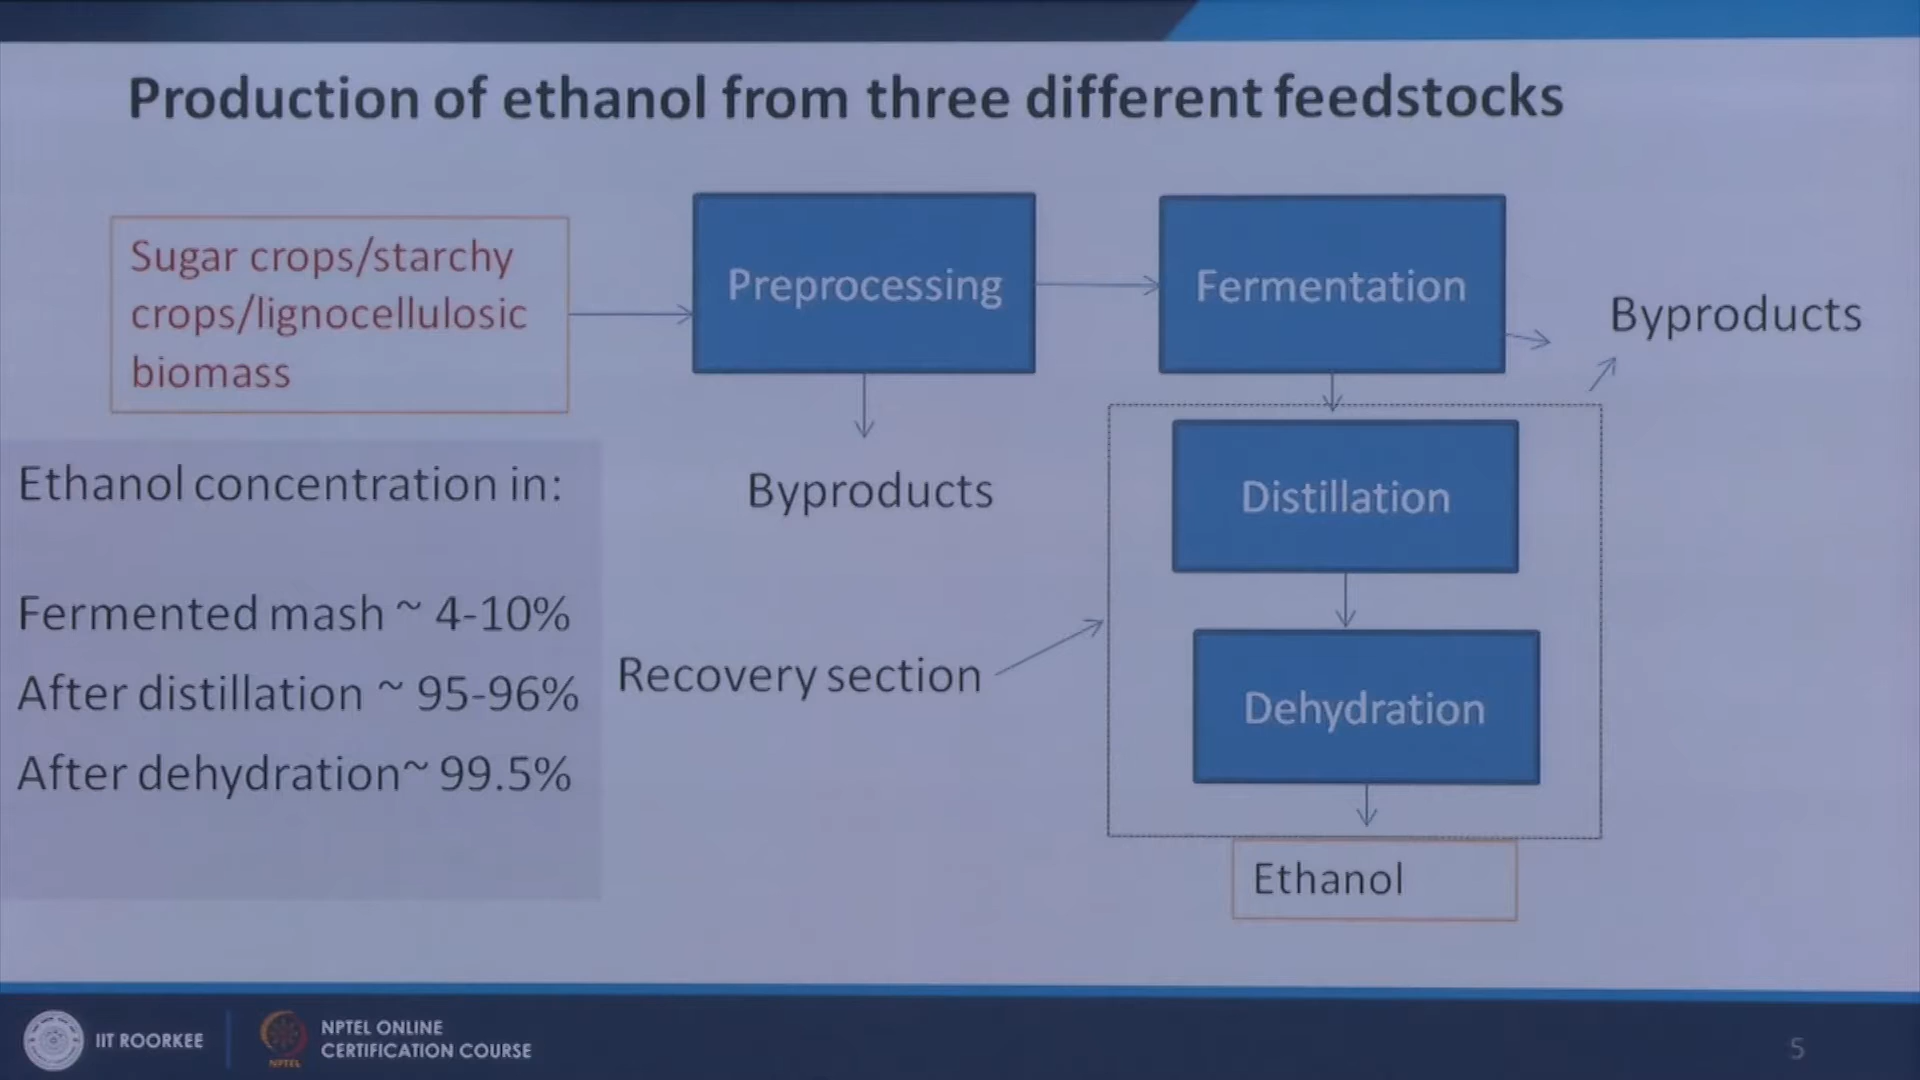 Production of ethanol from three different feedstocks
Sugar crops/starchy
crops/lignocellulosic
biomass
Preprocessing
Fermentation
Byproducts
Byproducts
Distillation
Recovery section
Dehydration
Ethanol
Ethanol concentration in:
Fermented mash ~ 4-10%
After distillation ~ 95-96%
After dehydration~ 99.5%
IIT ROORKEE
NPTEL ONLINE
CERTIFICATION COURSE
NPTEL
5